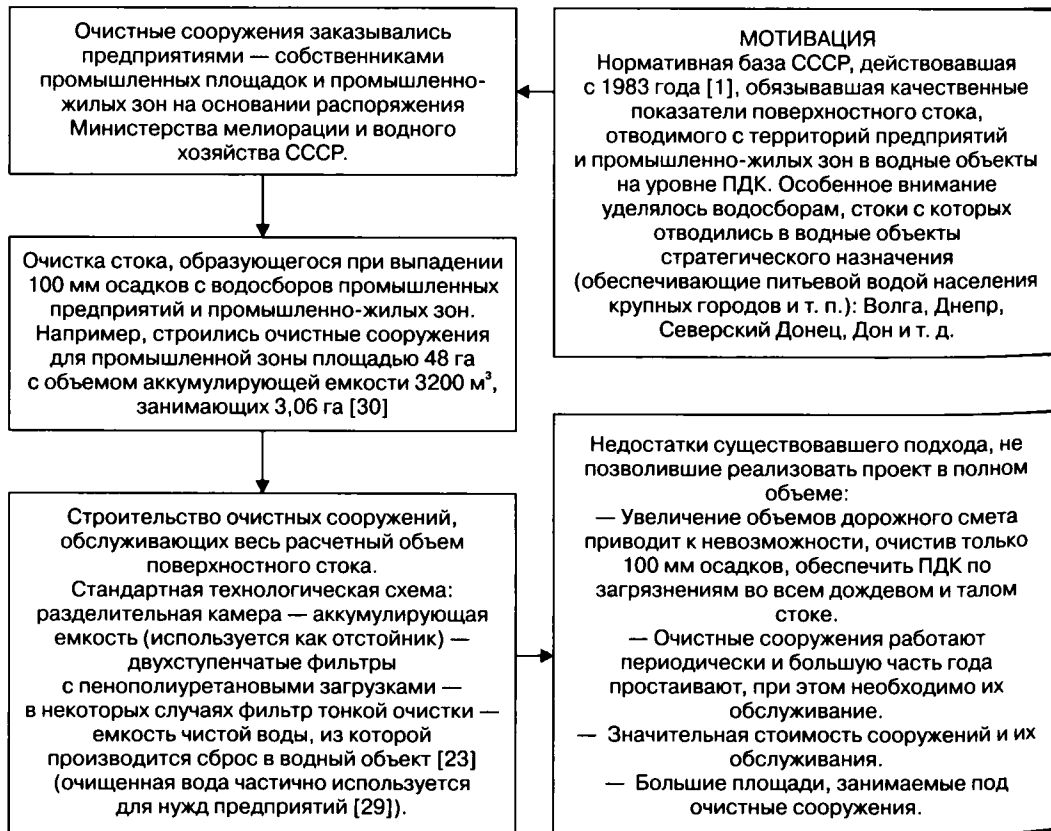 Очистные сооружения заказывались
предприятиями — собственниками
промышленных площадок и промышленно-
жилых зон на основании распоряжения
Министерства мелиорации и водного
хозяйства СССР.
МОТИВАЦИЯ
Нормативная база СССР, действовавшая
с 1983 года [1], обязывавшая качественные
показатели поверхностного стока,
отводимого с территорий предприятий
и промышленно-жилых зон в водные объекты
на уровне ПДК. Особенное внимание
уделялось водосборам, стоки с которых
отводились в водные объекты
стратегического назначения
(обеспечивающие питьевой водой населения
крупных городов и т. п.): Волга, Днепр,
Северский Донец, Дон и т. д.
Очистка стока, образующегося при выпадении
100 мм осадков с водосборов промышленных
предприятий и промышленно-жилых зон.
Например, строились очистные сооружения
для промышленной зоны площадью 48 га
с объемом аккумулирующей емкости 3200 м³,
занимающих 3,06 га [30]
Строительство очистных сооружений,
обслуживающих весь расчетный объем
поверхностного стока.
Стандартная технологическая схема:
разделительная камера — аккумулирующая
емкость (используется как отстойник) —
двухступенчатые фильтры
с пенополиуретановыми загрузками —
в некоторых случаях фильтр тонкой очистки —
емкость чистой воды, из которой
производится сброс в водный объект [23]
(очищенная вода частично используется
для нужд предприятий [29]).
Недостатки существовавшего подхода, не
позволившие реализовать проект в полном
объеме:
— Увеличение объемов дорожного смета
приводит к невозможности, очистив только
100 мм осадков, обеспечить ПДК по
загрязнениям во всем дождевом и талом
стоке.
— Очистные сооружения работают
периодически и большую часть года
простаивают, при этом необходимо их
обслуживание.
— Значительная стоимость сооружений и их
обслуживания.
— Большие площади, занимаемые под
очистные сооружения.